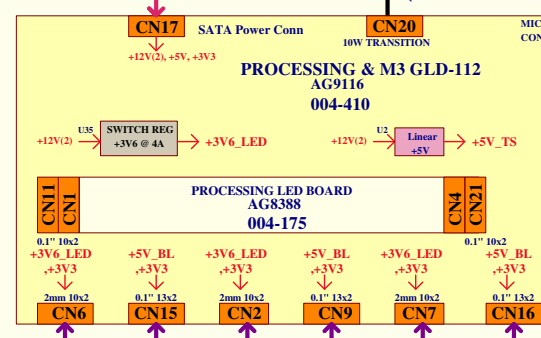 CN17
SATA Power Conn
CN20
MIC
CON
+12V(2), +5V, +3V3
10W TRANSITION
PROCESSING & M3 GLD-112
AG9116
004-410
U35
SWITCH REG
+3V6 @ 4A
+12V(2)
+3V6_LED
U2
Linear
+5V
+12V(2)
+5V_TS
CN11
CN1
PROCESSING LED BOARD
AG8388
004-175
CN4
CN21
0.1" 10x2
0.1" 10x2
+3V6_LED
,+3V3
+5V_BL
,+3V3
+3V6_LED
,+3V3
+5V_BL
,+3V3
+3V6_LED
,+3V3
+5V_BL
,+3V3
2mm 10x2
0.1" 13x2
2mm 10x2
0.1" 13x2
2mm 10x2
0.1" 13x2
CN6
CN15
CN2
CN9
CN7
CN16